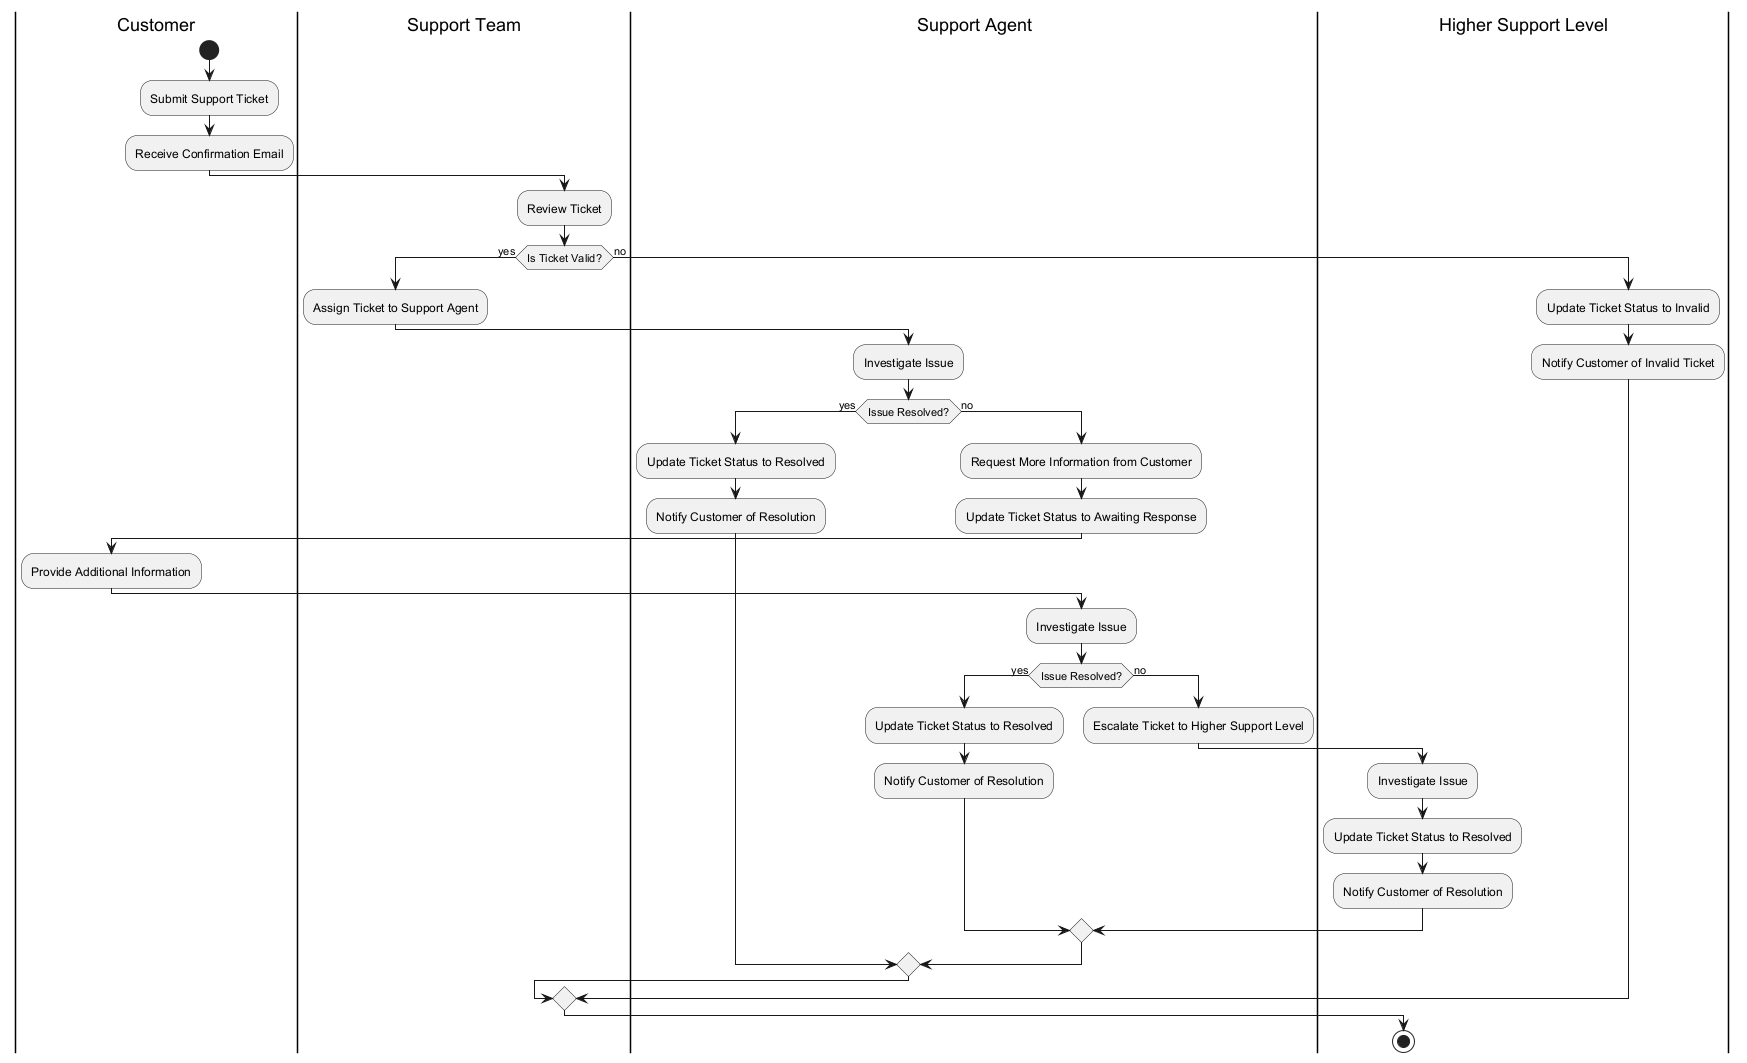 Customer
Support Team
Support Agent
Higher Support Level
Submit Support Ticket
Receive Confirmation Email
Review Ticket
yes
Is Ticket Valid?
no
Assign Ticket to Support Agent
Update Ticket Status to Invalid
Investigate Issue
Notify Customer of Invalid Ticket
yes
Issue Resolved?
no
Update Ticket Status to Resolved
Request More Information from Customer
Notify Customer of Resolution
Update Ticket Status to Awaiting Response
Provide Additional Information
Investigate Issue
yes
Issue Resolved?
no
Update Ticket Status to Resolved
Escalate Ticket to Higher Support Level
Notify Customer of Resolution
Investigate Issue
Update Ticket Status to Resolved
Notify Customer of Resolution